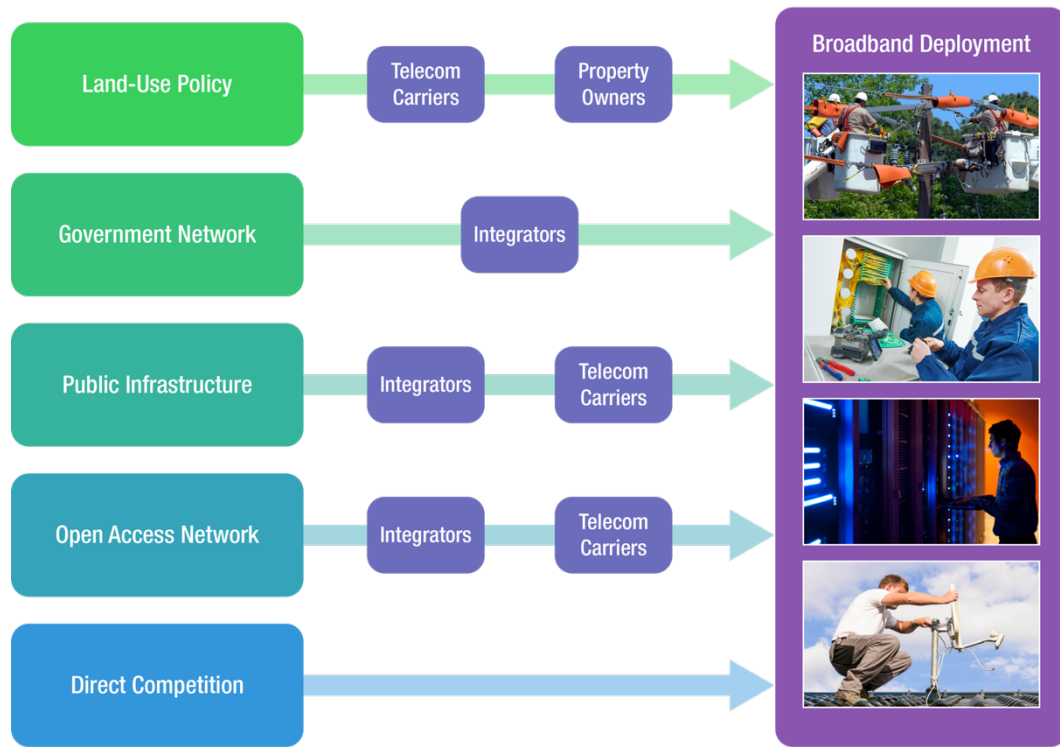 Land-Use Policy
Telecom
Carriers
Property
Owners
Broadband Deployment
Government Network
Integrators
Public Infrastructure
Integrators
Telecom
Carriers
Open Access Network
Integrators
Telecom
Carriers
Direct Competition